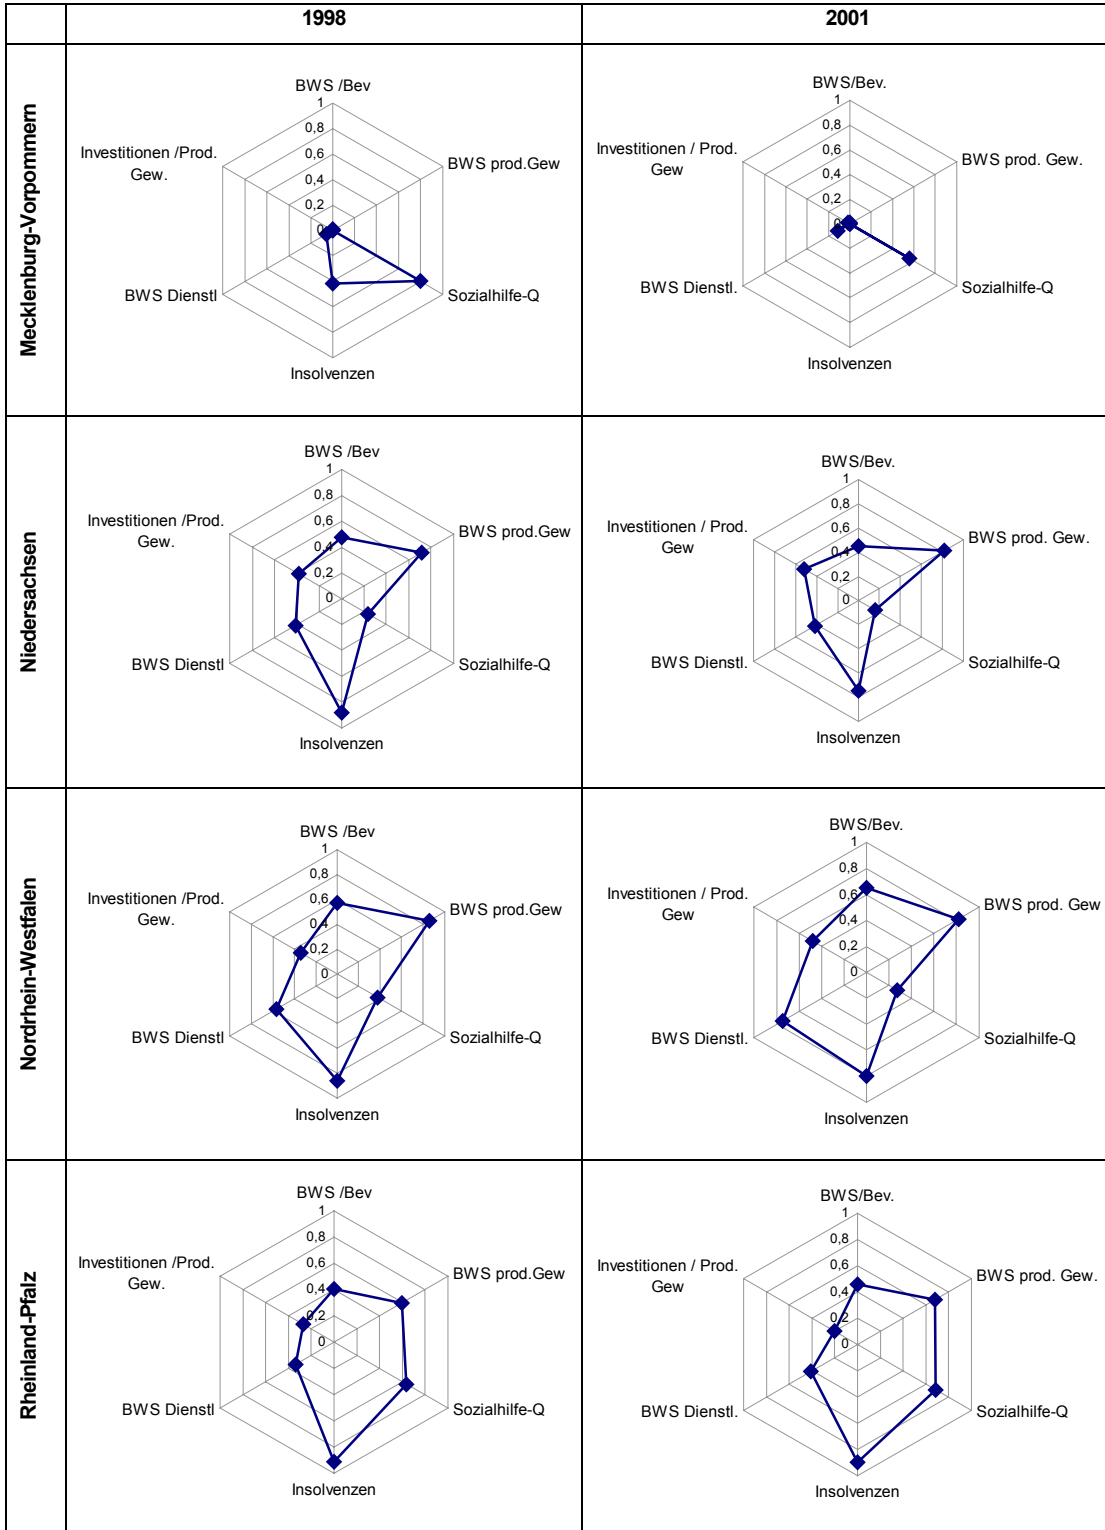 1998
2001
Mecklenburg-Vorpommern
BWS /Bev
1
0,8
0,6
0,4
0,2
0
Investitionen /Prod.
Gew.
BWS prod.Gew
BWS Dienstl
Sozialhilfe-Q
Insolvenzen
BWS/Bev.
1
0,8
0,6
0,4
0,2
0
Investitionen / Prod.
Gew
BWS prod. Gew.
BWS Dienstl.
Sozialhilfe-Q
Insolvenzen
Niedersachsen
BWS /Bev
1
0,8
0,6
0,4
0,2
0
Investitionen /Prod.
Gew.
BWS prod.Gew
BWS Dienstl
Sozialhilfe-Q
Insolvenzen
BWS/Bev.
1
0,8
0,6
0,4
0,2
0
Investitionen / Prod.
Gew
BWS prod. Gew.
BWS Dienstl.
Sozialhilfe-Q
Insolvenzen
Nordrhein-Westfalen
BWS /Bev
1
0,8
0,6
0,4
0,2
0
Investitionen /Prod.
Gew.
BWS prod.Gew
BWS Dienstl
Sozialhilfe-Q
Insolvenzen
BWS/Bev.
1
0,8
0,6
0,4
0,2
0
Investitionen / Prod.
Gew
BWS prod. Gew
BWS Dienstl.
Sozialhilfe-Q
Insolvenzen
Rheinland-Pfalz
BWS /Bev
1
0,8
0,6
0,4
0,2
0
Investitionen /Prod.
Gew.
BWS prod.Gew
BWS Dienstl
Sozialhilfe-Q
Insolvenzen
BWS/Bev.
1
0,8
0,6
0,4
0,2
0
Investitionen / Prod.
Gew
BWS prod. Gew.
BWS Dienstl.
Sozialhilfe-Q
Insolvenzen